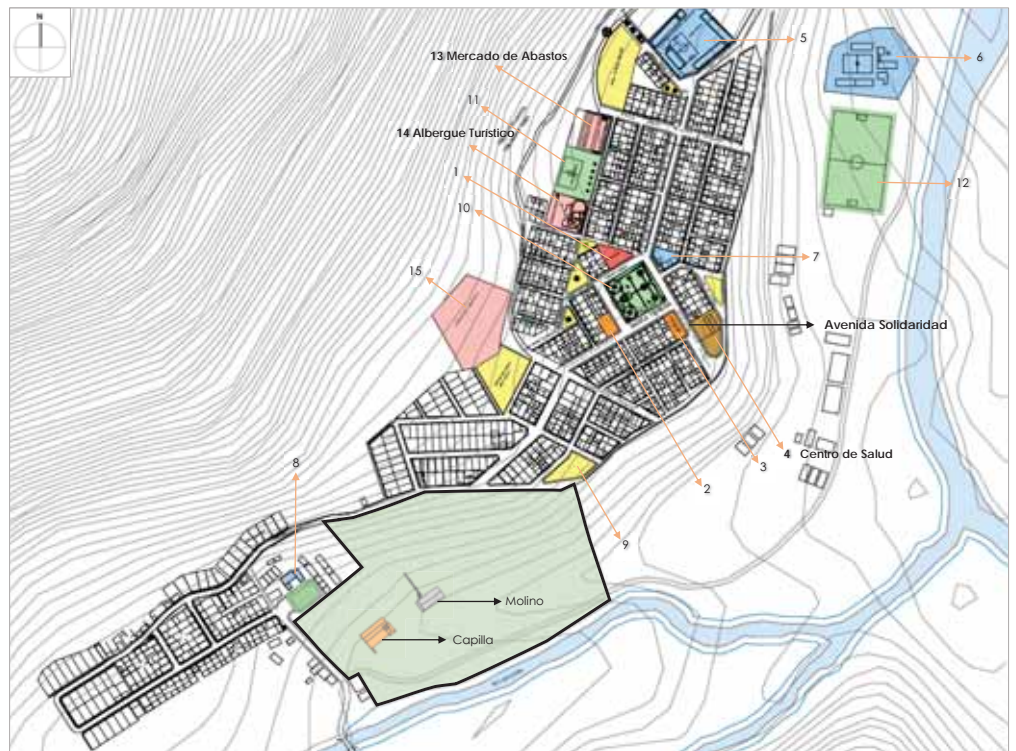 N
5
13 Mercado de Abastos
6
11
14 Albergue Turístico
12
1
10
7
15
Avenida Solidaridad
4 Centro de Salud
3
8
2
9
Molino
Capilla